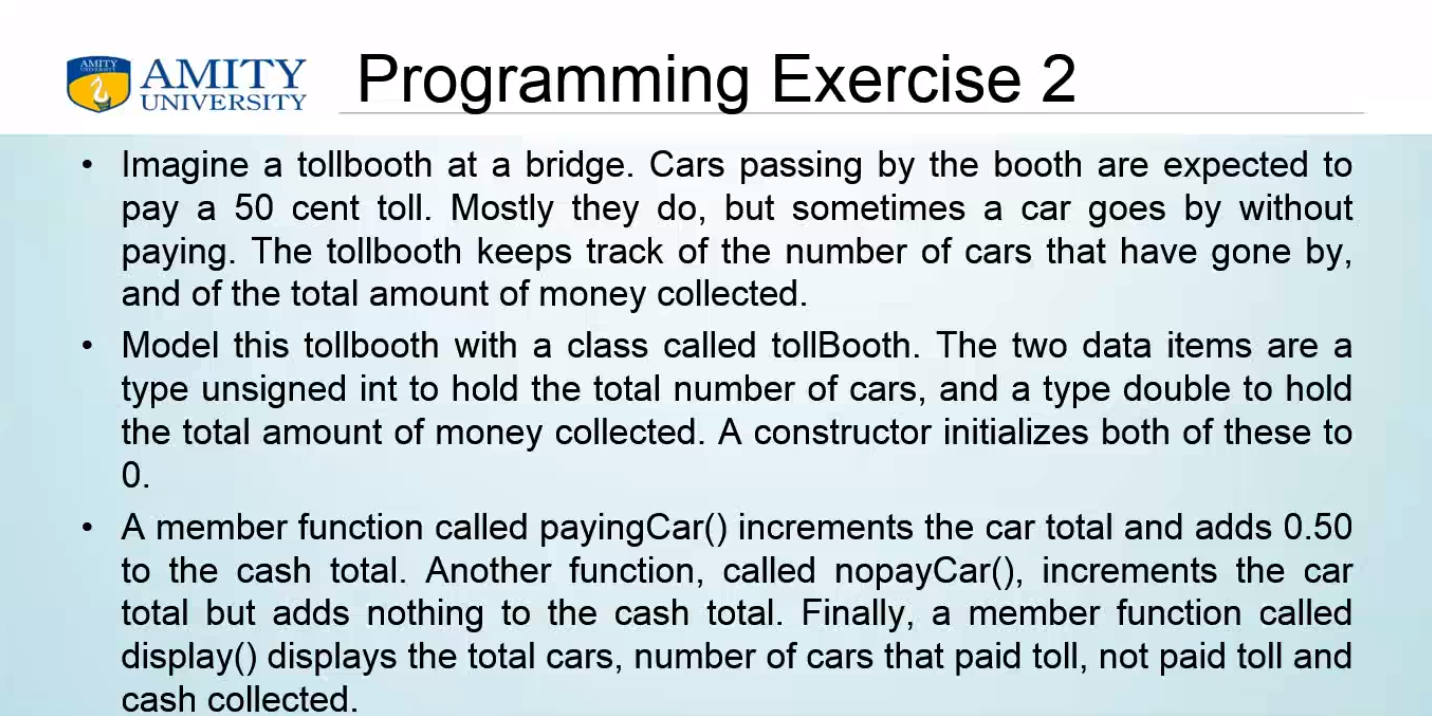 AMITY
UNIVERSITY
AMITY
UNIVERSITY
Programming Exercise 2
• Imagine a tollbooth at a bridge. Cars passing by the booth are expected to
pay a 50 cent toll. Mostly they do, but sometimes a car goes by without
paying. The tollbooth keeps track of the number of cars that have gone by,
and of the total amount of money collected.
• Model this tollbooth with a class called tollBooth. The two data items are a
type unsigned int to hold the total number of cars, and a type double to hold
the total amount of money collected. A constructor initializes both of these to
0.
• A member function called payingCar() increments the car total and adds 0.50
to the cash total. Another function, called nopayCar(), increments the car
total but adds nothing to the cash total. Finally, a member function called
display() displays the total cars, number of cars that paid toll, not paid toll and
cash collected.